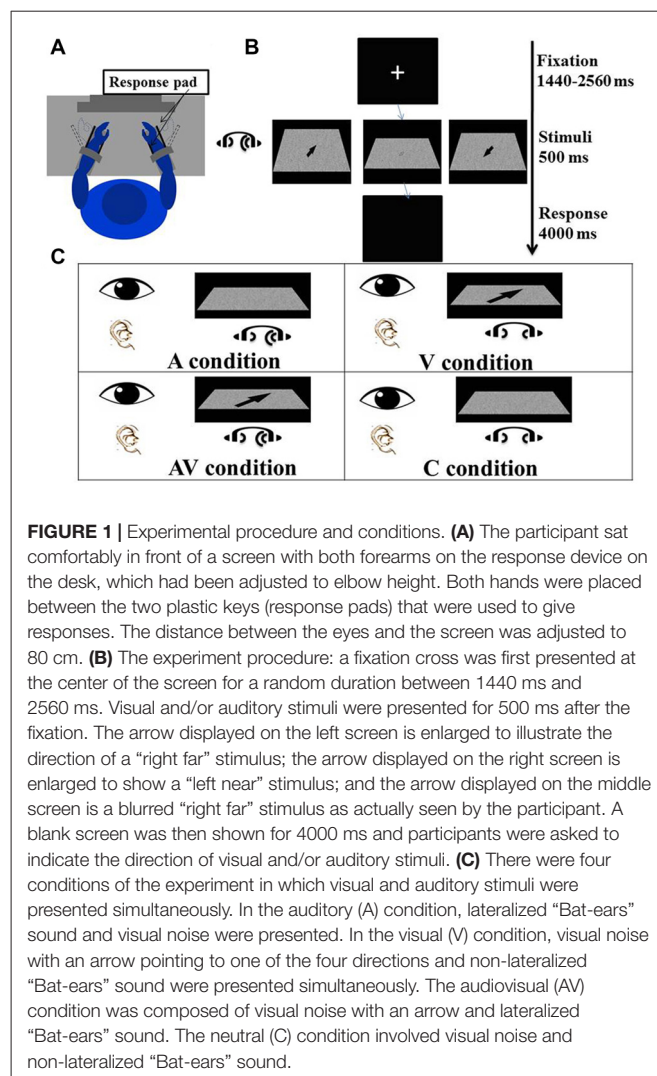 A
B
Response pad
Fixation
1440-2560 ms
Stimuli
500 ms
Response
4000 ms
C
A condition
V condition
AV condition
C condition
FIGURE 1 | Experimental procedure and conditions. (A) The participant sat
comfortably in front of a screen with both forearms on the response device on
the desk, which had been adjusted to elbow height. Both hands were placed
between the two plastic keys (response pads) that were used to give
responses. The distance between the eyes and the screen was adjusted to
80 cm. (B) The experiment procedure: a fixation cross was first presented at
the center of the screen for a random duration between 1440 ms and
2560 ms. Visual and/or auditory stimuli were presented for 500 ms after the
fixation. The arrow displayed on the left screen is enlarged to illustrate the
direction of a “right far” stimulus; the arrow displayed on the right screen is
enlarged to show a “left near” stimulus; and the arrow displayed on the middle
screen is a blurred “right far” stimulus as actually seen by the participant. A
blank screen was then shown for 4000 ms and participants were asked to
indicate the direction of visual and/or auditory stimuli. (C) There were four
conditions of the experiment in which visual and auditory stimuli were
presented simultaneously. In the auditory (A) condition, lateralized “Bat-ears”
sound and visual noise were presented. In the visual (V) condition, visual noise
with an arrow pointing to one of the four directions and non-lateralized
“Bat-ears” sound were presented simultaneously. The audiovisual (AV)
condition was composed of visual noise with an arrow and lateralized
“Bat-ears” sound. The neutral (C) condition involved visual noise and
non-lateralized “Bat-ears” sound.